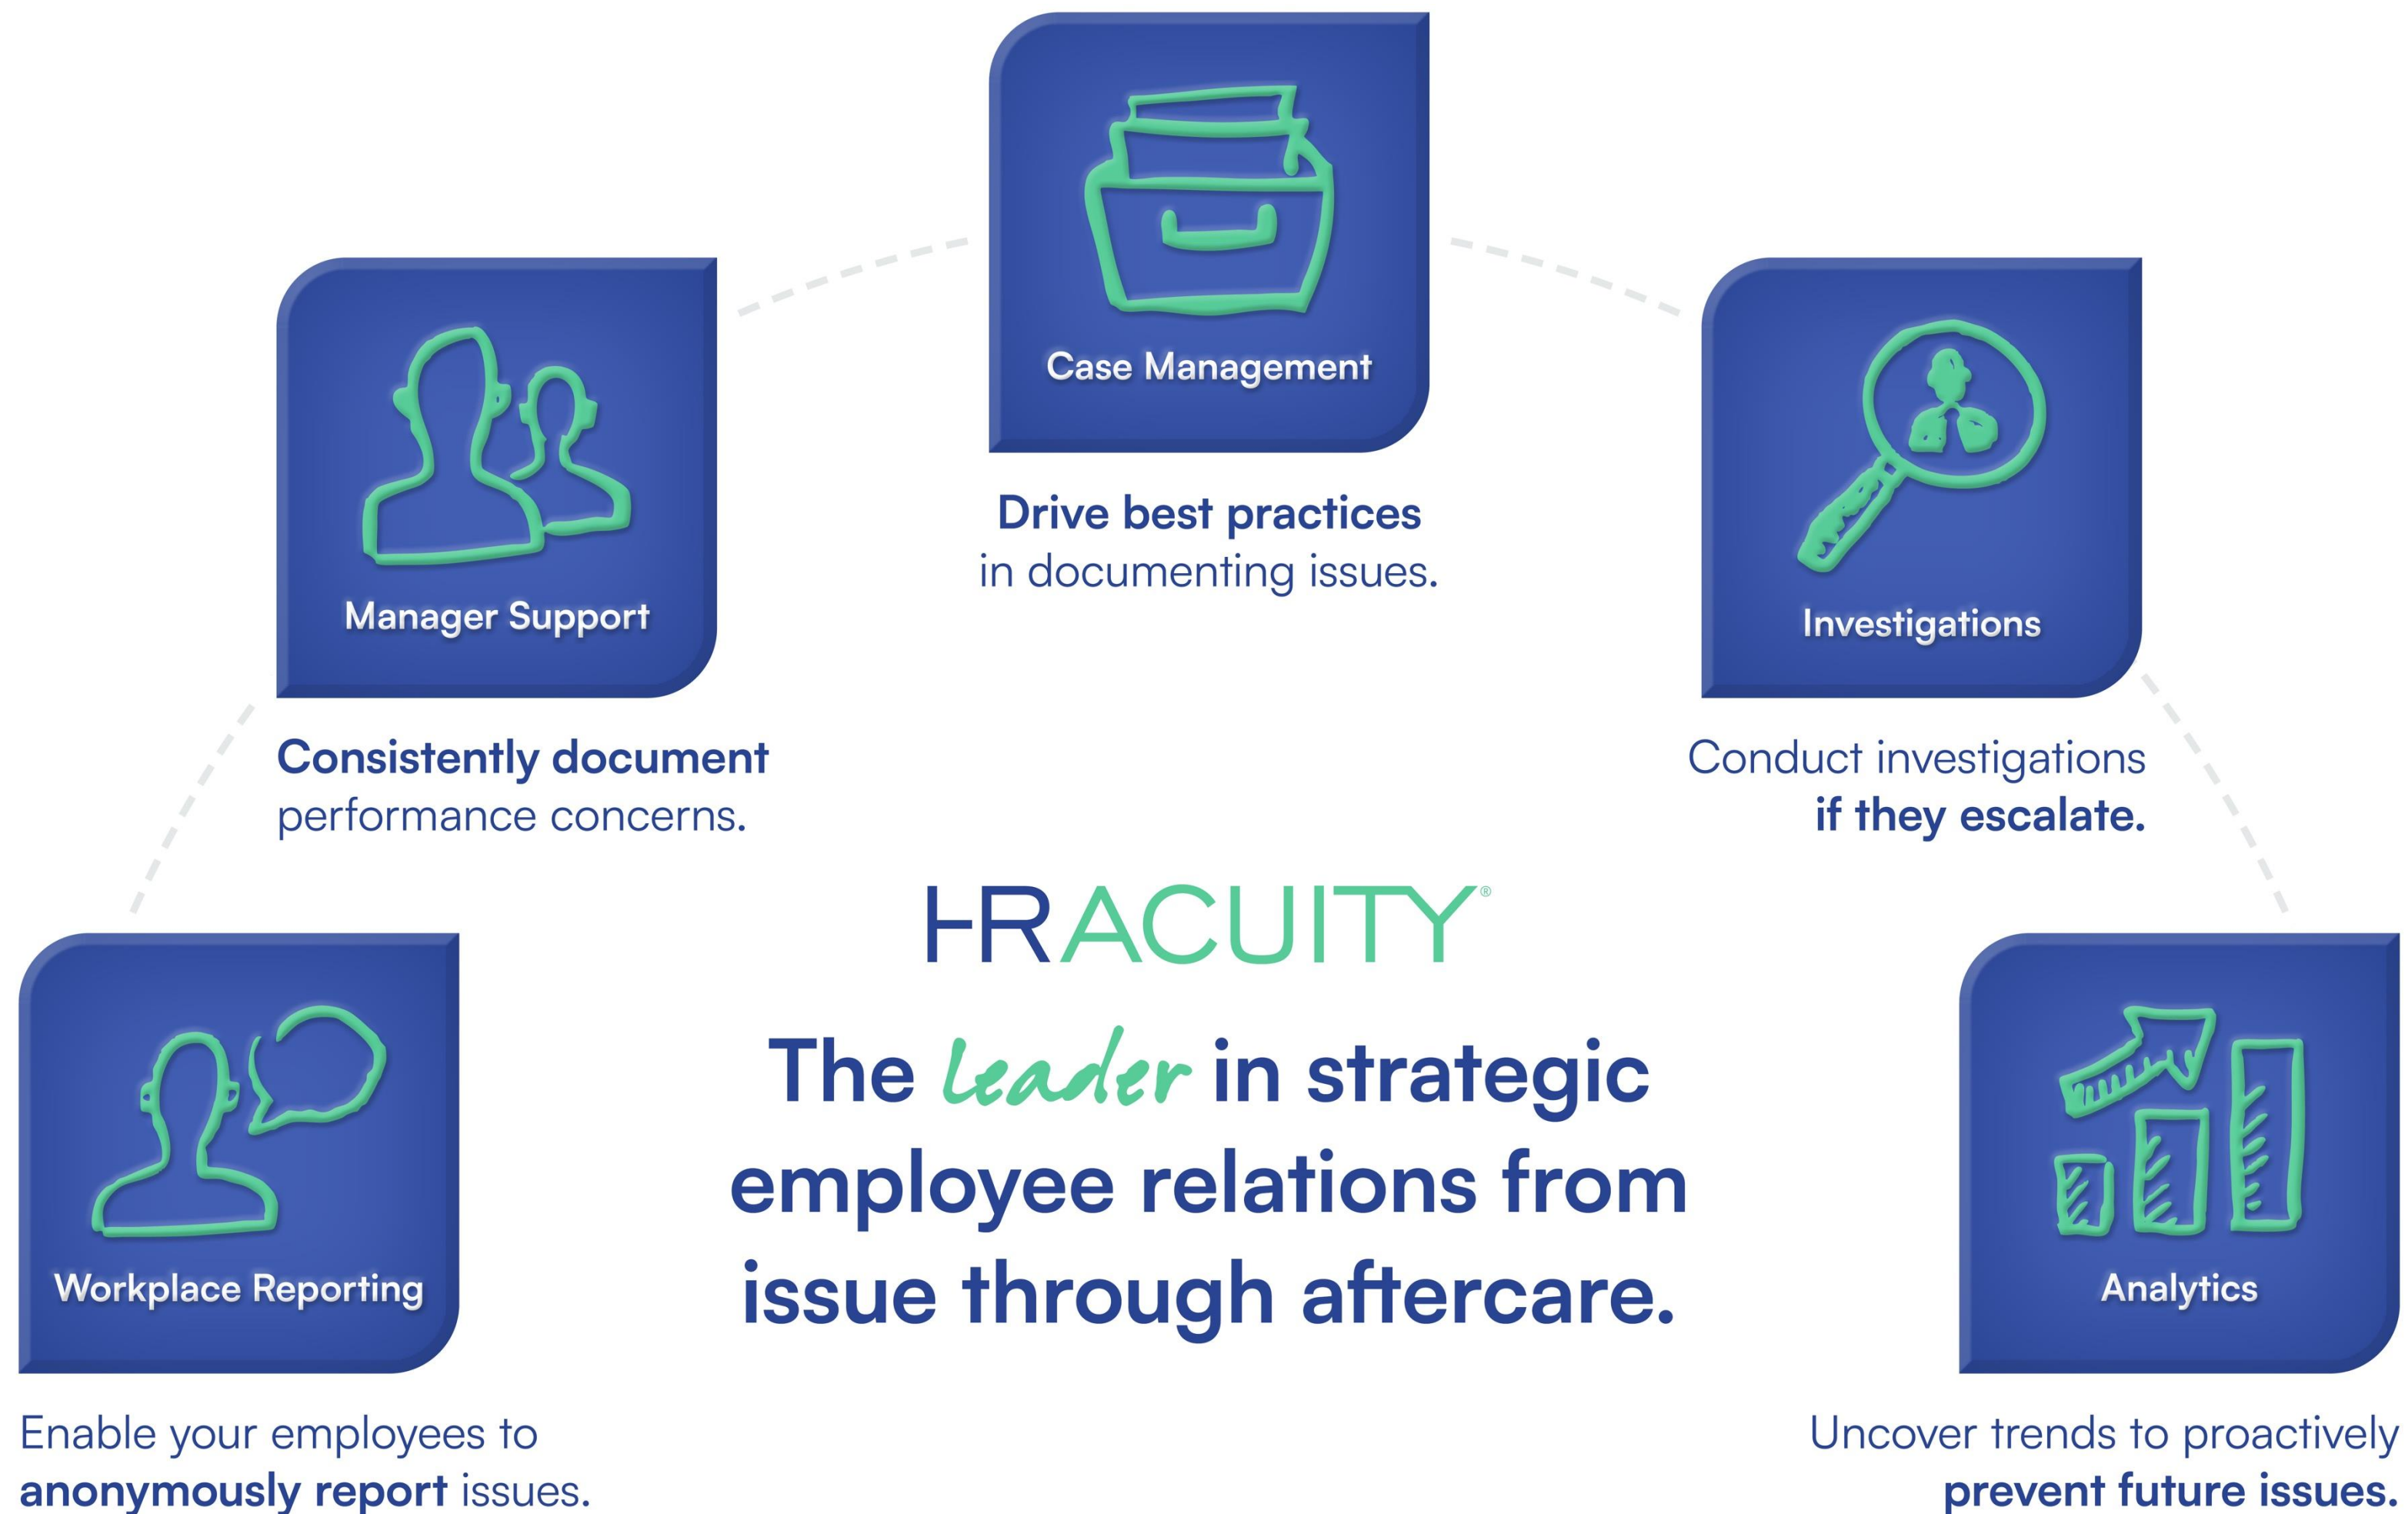 Case Management
Drive best practices
in documenting issues.
Manager Support
Consistently document
performance concerns.
Investigations
Conduct investigations
if they escalate.
HRACUITY®
The Leader in strategic
employee relations from
issue through aftercare.
Workplace Reporting
Enable your employees to
anonymously report issues.
Analytics
Uncover trends to proactively
prevent future issues.